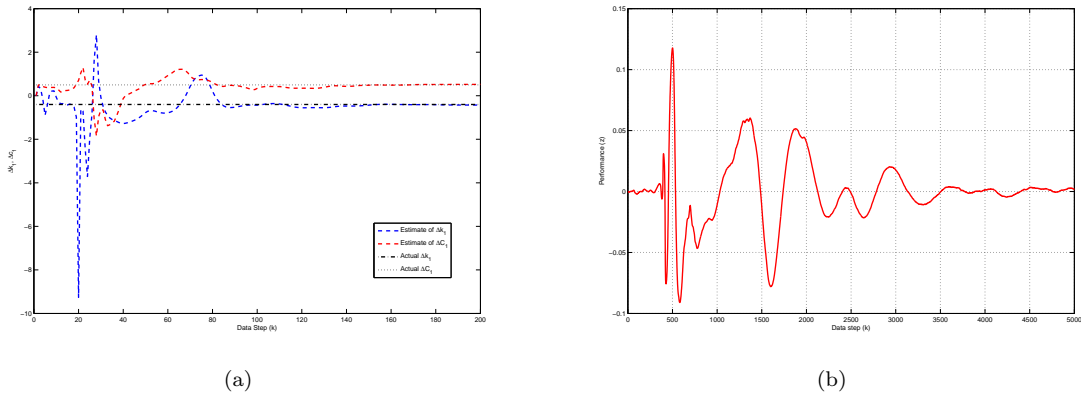 4
2
0
−2
−4
−6
−8
−10
0 20 40 60 80 100 120 140 160 180 200
Δk₁, Δc₁
Data Step (k)
Estimate of Δk₁
Estimate of ΔC₁
Actual Δk₁
Actual ΔC₁
(a)
0.15
0.1
0.05
0
−0.05
−0.1
0 500 1000 1500 2000 2500 3000 3500 4000 4500 5000
Performance (z)
Data step (k)
(b)